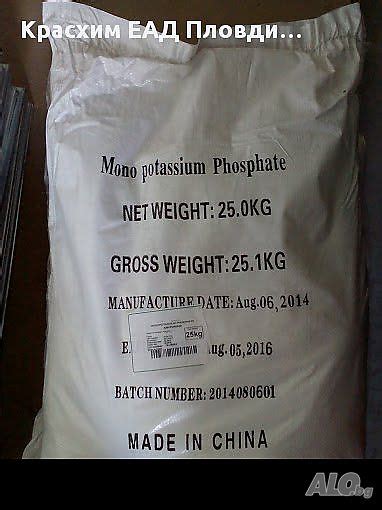 Красхим ЕАД Пловди...
Mono potassium Phosphate
NET WEIGHT: 25.0KG
GROSS WEIGHT: 25.1KG
MANUFACTURE DATE: Aug.06, 2014
25kg
E
ug.05,2016
BATCH NUMBER: 2014080601
MADE IN CHINA
ALO.bg